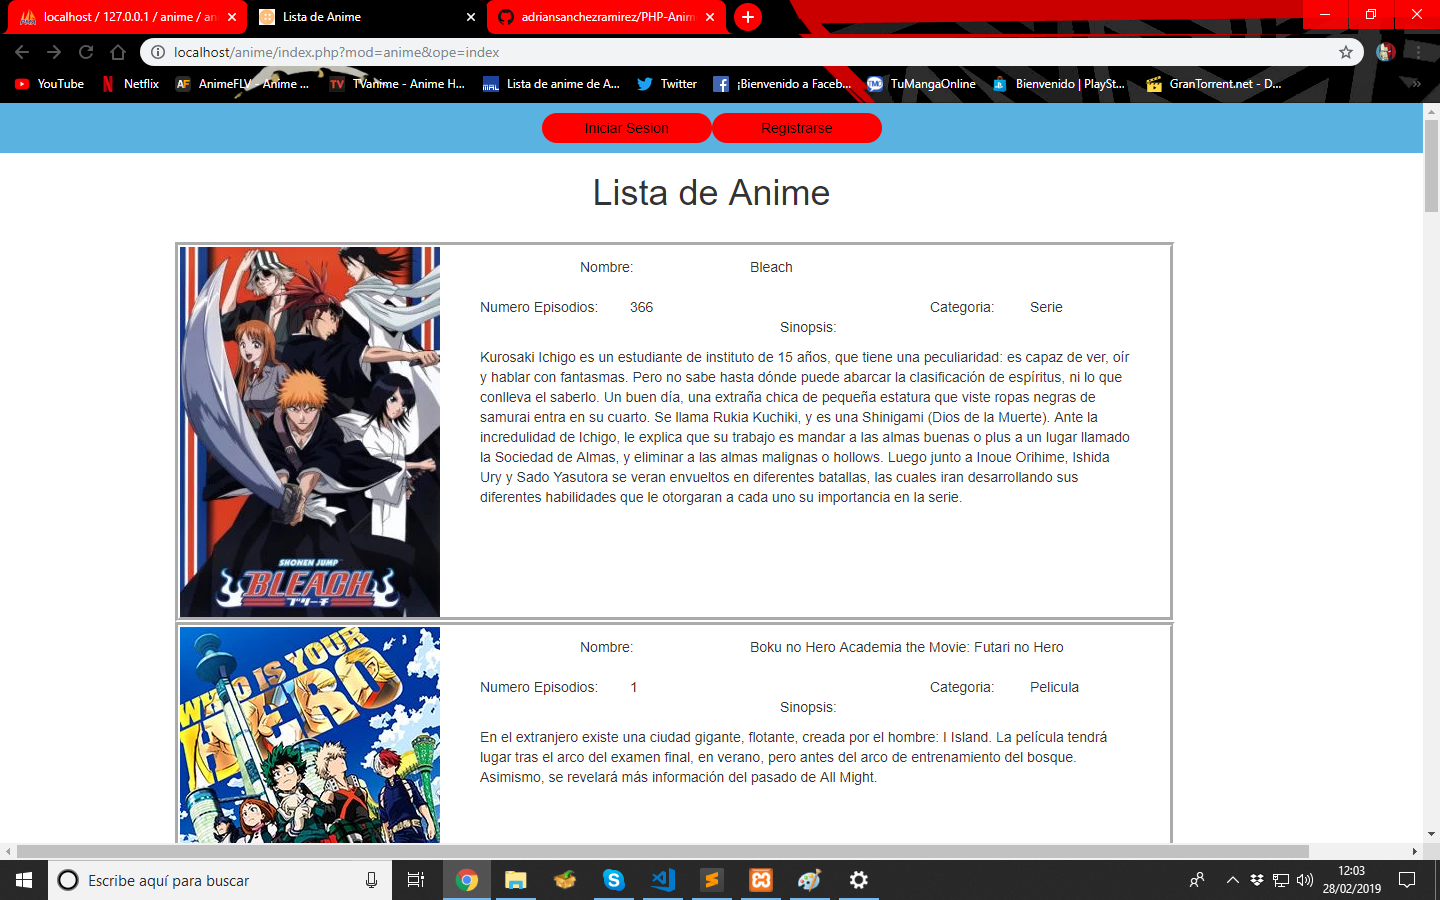 localhost / 127.0.0.1 / anime / an
Lista de Anime
adriansanchezramirez/PHP-Anim
localhost/anime/index.php?mod=anime&ope=index
YouTube
Netflix
AF
AnimeFLV - Anime ...
TV
TVanime - Anime H...
MAL
Lista de anime de A...
Twitter
¡Bienvenido a Faceb...
TMO
TuMangaOnline
Bienvenido | PlaySt...
GranTorrent.net - D...
Iniciar Sesion
Registrarse
Lista de Anime
Nombre: Bleach
Numero Episodios: 366 Categoria: Serie
Sinopsis:
Kurosaki Ichigo es un estudiante de instituto de 15 años, que tiene una peculiaridad: es capaz de ver, oír
y hablar con fantasmas. Pero no sabe hasta dónde puede abarcar la clasificación de espíritus, ni lo que
conlleva el saberlo. Un buen día, una extraña chica de pequeña estatura que viste ropas negras de
samurai entra en su cuarto. Se llama Rukia Kuchiki, y es una Shinigami (Dios de la Muerte). Ante la
incredulidad de Ichigo, le explica que su trabajo es mandar a las almas buenas o plus a un lugar llamado
la Sociedad de Almas, y eliminar a las almas malignas o hollows. Luego junto a Inoue Orihime, Ishida
Ury y Sado Yasutora se veran envueltos en diferentes batallas, las cuales iran desarrollando sus
diferentes habilidades que le otorgaran a cada uno su importancia en la serie.
SHONEN JUMP
BLEACH
ブリーチ
Nombre: Boku no Hero Academia the Movie: Futari no Hero
Numero Episodios: 1 Categoria: Pelicula
Sinopsis:
En el extranjero existe una ciudad gigante, flotante, creada por el hombre: I Island. La película tendrá
lugar tras el arco del examen final, en verano, pero antes del arco de entrenamiento del bosque.
Asimismo, se revelará más información del pasado de All Might.
WHO IS YOUR
HERO
Escribe aquí para buscar
12:03
28/02/2019